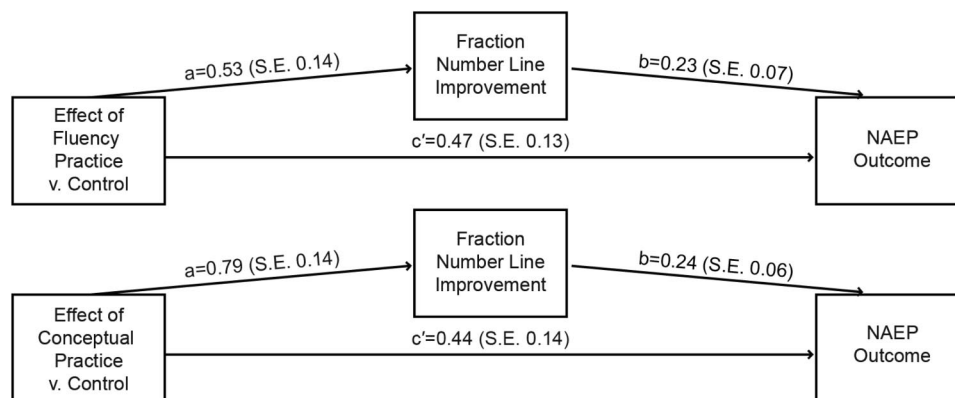 Fraction
Number Line
Improvement
a=0.53 (S.E. 0.14)
b=0.23 (S.E. 0.07)
Effect of
Fluency
Practice
v. Control
c′=0.47 (S.E. 0.13)
NAEP
Outcome
Fraction
Number Line
Improvement
a=0.79 (S.E. 0.14)
b=0.24 (S.E. 0.06)
Effect of
Conceptual
Practice
v. Control
c′=0.44 (S.E. 0.14)
NAEP
Outcome